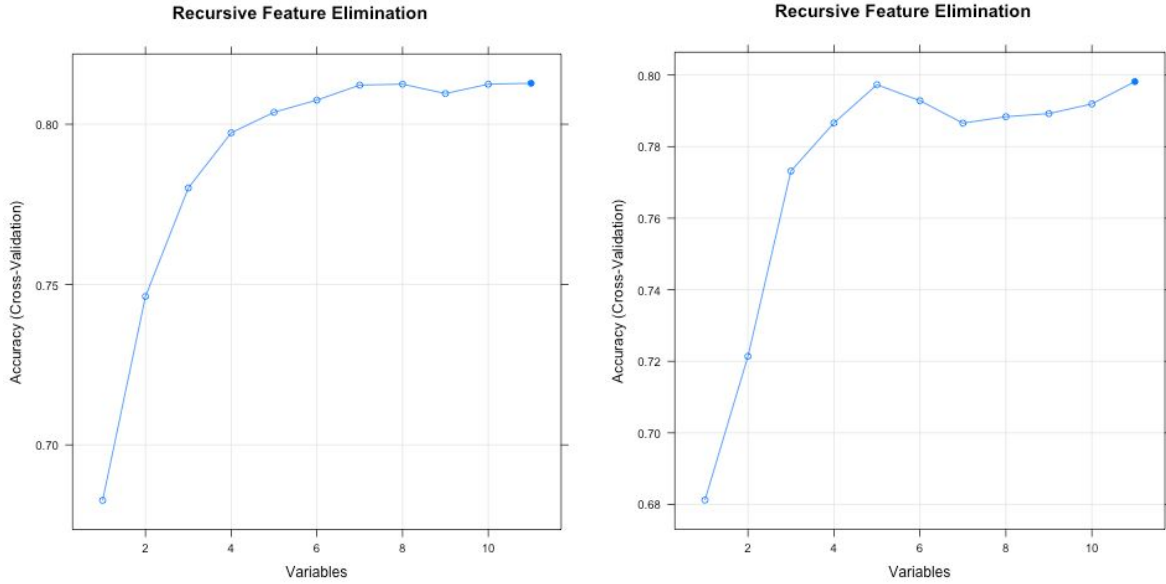 Recursive Feature Elimination
Accuracy (Cross-Validation)
0.80
0.75
0.70
2 4 6 8 10
Variables
Recursive Feature Elimination
Accuracy (Cross-Validation)
0.80
0.78
0.76
0.74
0.72
0.70
0.68
2 4 6 8 10
Variables